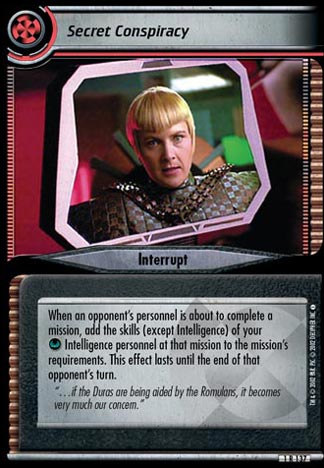 Secret Conspiracy
Interrupt
When an opponent's personnel is about to complete a
mission, add the skills (except Intelligence) of your
Intelligence personnel at that mission to the mission's
requirements. This effect lasts until the end of that
opponent's turn.
"…if the Duras are being aided by the Romulans, it becomes
very much our concern."
1 R 137